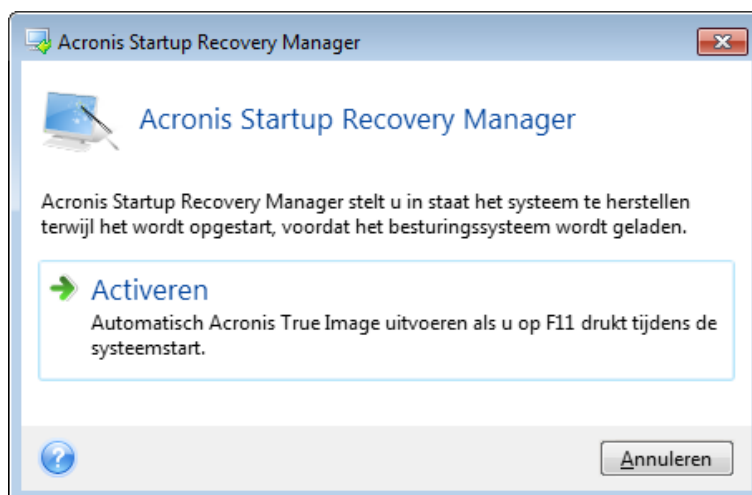 Acronis Startup Recovery Manager
Acronis Startup Recovery Manager
Acronis Startup Recovery Manager stelt u in staat het systeem te herstellen
terwijl het wordt opgestart, voordat het besturingssysteem wordt geladen.
Activeren
Automatisch Acronis True Image uitvoeren als u op F11 drukt tijdens de
systeemstart.
Annuleren